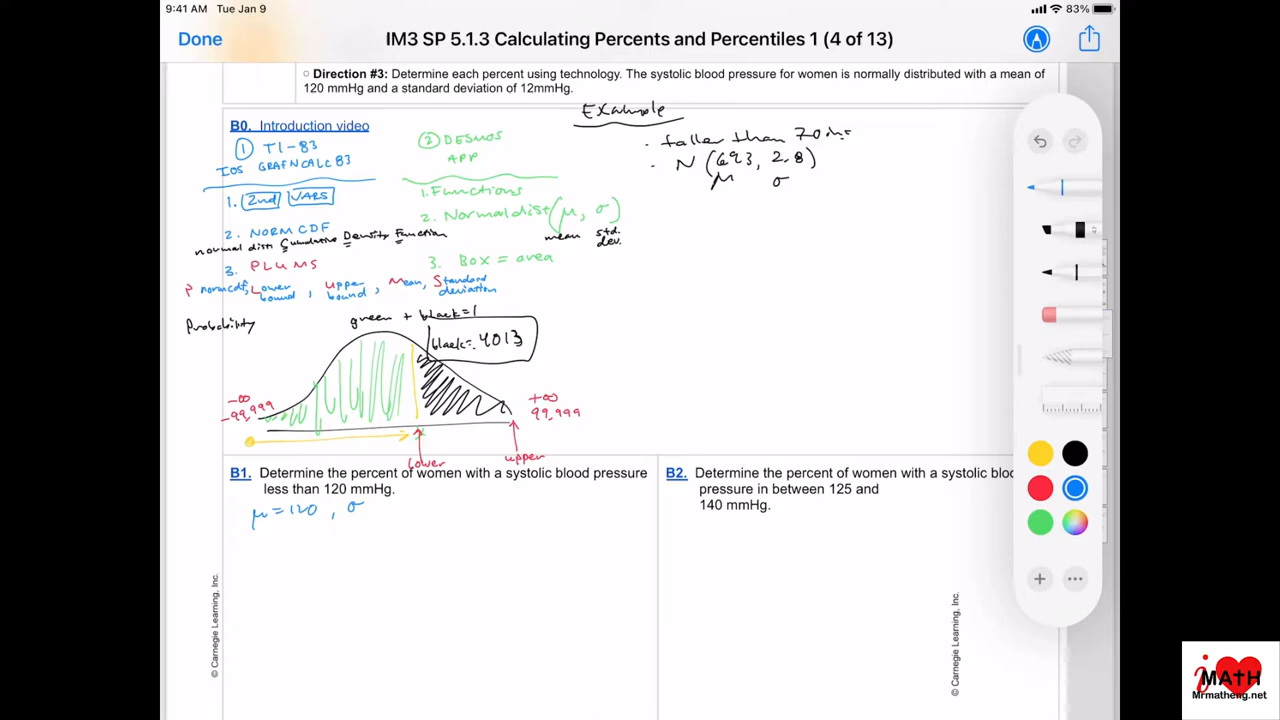 9:41 AM Tue Jan 9
83%
Done
IM3 SP 5.1.3 Calculating Percents and Percentiles 1 (4 of 13)
○ Direction #3: Determine each percent using technology. The systolic blood pressure for women is normally distributed with a mean of
120 mmHg and a standard deviation of 12mmHg.
Example
B0. Introduction video
① TI-83
IOS GRAFNCALC83
1. 2nd VARS
2. NORMCDF
normal dist. Cumulative Density Function
3. PLUMS
P normcdf, Lower bound, upper bound, Mean, Standard deviation
② DESMOS
APP
1. Functions
2. Normaldist(μ, σ)
mean std. dev.
3. Box = area
· taller than 70
· N (693, 2.8)
μ σ
Probability
green + black=1
black=.4013
-∞
-99,999
+∞
99,999
lower
upper
B1. Determine the percent of women with a systolic blood pressure
less than 120 mmHg.
μ=120, σ
B2. Determine the percent of women with a systolic bloo
pressure in between 125 and
140 mmHg.
© Carnegie Learning, Inc.
© Carnegie Learning, Inc.
i
MATH
Mrmatheng.net